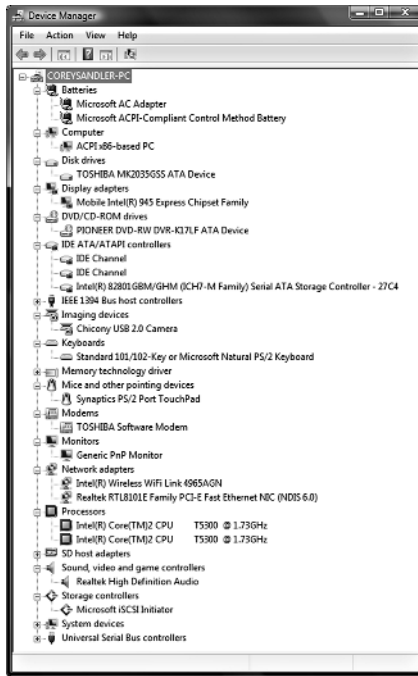 Device Manager
File Action View Help
COREYSANDLER-PC
Batteries
Microsoft AC Adapter
Microsoft ACPI-Compliant Control Method Battery
Computer
ACPI x86-based PC
Disk drives
TOSHIBA MK2035GSS ATA Device
Display adapters
Mobile Intel(R) 945 Express Chipset Family
DVD/CD-ROM drives
PIONEER DVD-RW DVR-K17LF ATA Device
IDE ATA/ATAPI controllers
IDE Channel
IDE Channel
Intel(R) 82801GBM/GHM (ICH7-M Family) Serial ATA Storage Controller - 27C4
IEEE 1394 Bus host controllers
Imaging devices
Chicony USB 2.0 Camera
Keyboards
Standard 101/102-Key or Microsoft Natural PS/2 Keyboard
Memory technology driver
Mice and other pointing devices
Synaptics PS/2 Port TouchPad
Modems
TOSHIBA Software Modem
Monitors
Generic PnP Monitor
Network adapters
Intel(R) Wireless WiFi Link 4965AGN
Realtek RTL8101E Family PCI-E Fast Ethernet NIC (NDIS 6.0)
Processors
Intel(R) Core(TM)2 CPU T5300 @ 1.73GHz
Intel(R) Core(TM)2 CPU T5300 @ 1.73GHz
SD host adapters
Sound, video and game controllers
Realtek High Definition Audio
Storage controllers
Microsoft iSCSI Initiator
System devices
Universal Serial Bus controllers